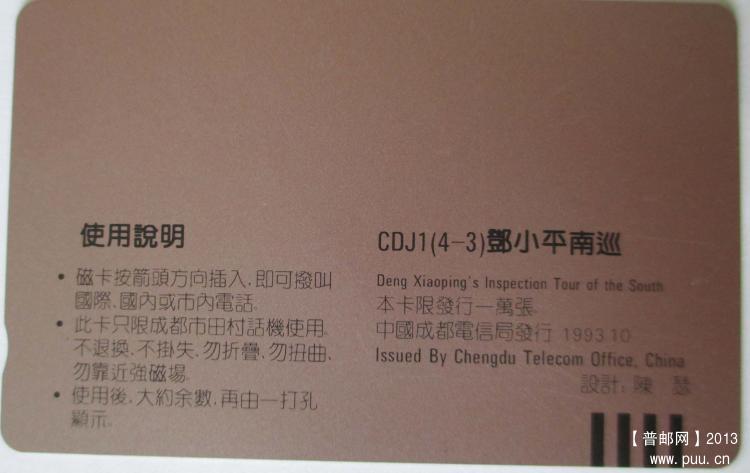 使用說明
• 磁卡按箭頭方向插入,即可撥叫
國際、國內或市內電話。
• 此卡只限成都市田村話機使用。
不退換、不掛失、勿折疊、勿扭曲、
勿靠近強磁場。
• 使用後,大約余數,再由一打孔
顯示。
CDJ1(4-3)鄧小平南巡
Deng Xiaoping's Inspection Tour of the South
本卡限發行一萬張。
中國成都電信局發行 1993.10
Issued By Chengdu Telecom Office, China
設計：陳 瑟
【普邮网】2013
www.puu.cn